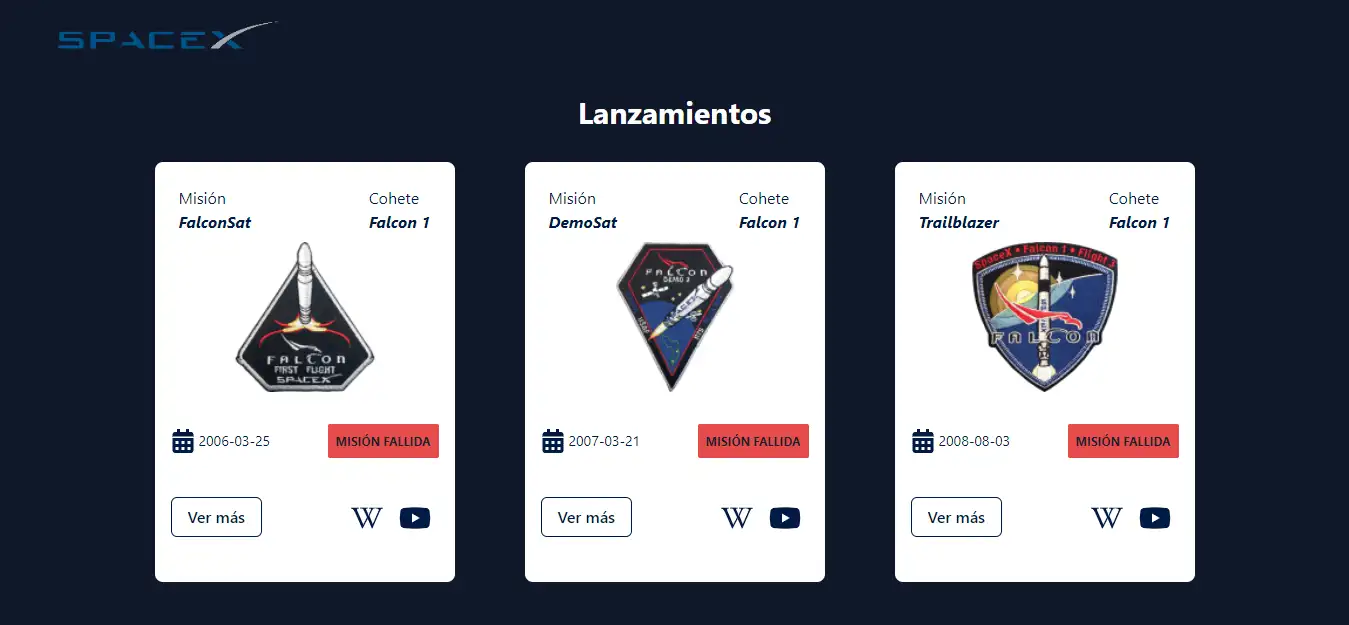 SPACEX
Lanzamientos
Misión
FalconSat
Cohete
Falcon 1
FALCON
FIRST FLIGHT
SPACEX
2006-03-25
MISIÓN FALLIDA
Ver más
W
Misión
DemoSat
Cohete
Falcon 1
FALCON
DEMO 2
2007-03-21
MISIÓN FALLIDA
Ver más
W
Misión
Trailblazer
Cohete
Falcon 1
SpaceX • Falcon 1 • Flight 3
FALCON
2008-08-03
MISIÓN FALLIDA
Ver más
W